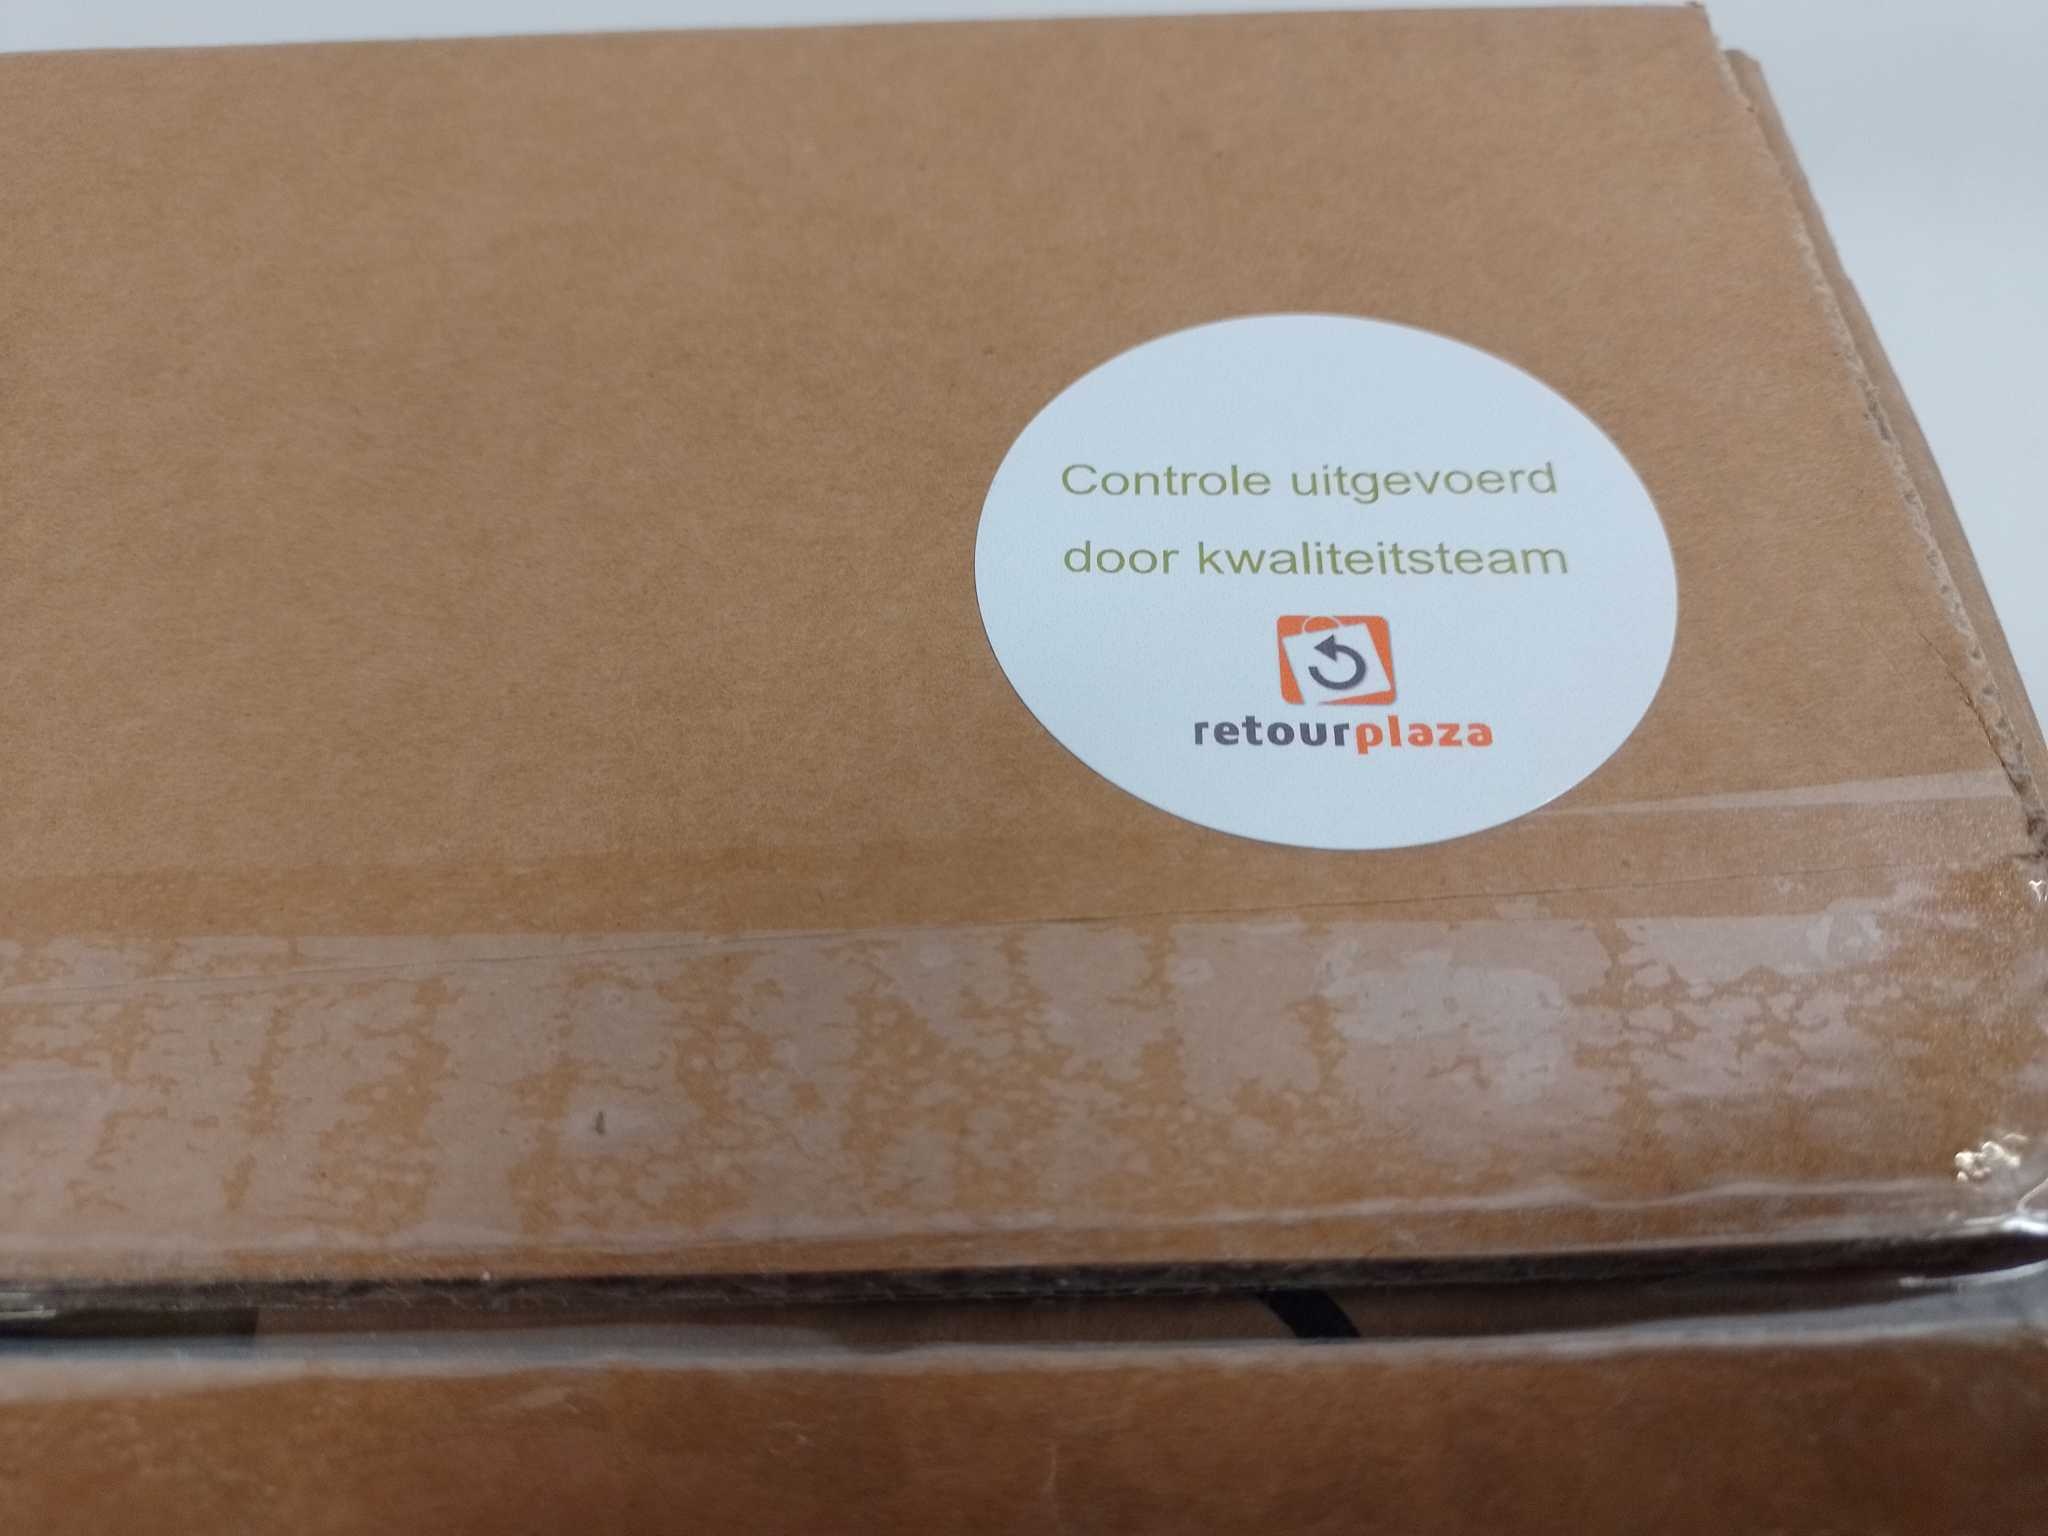 Controle uitgevoerd
door kwaliteitsteam
retourplaza